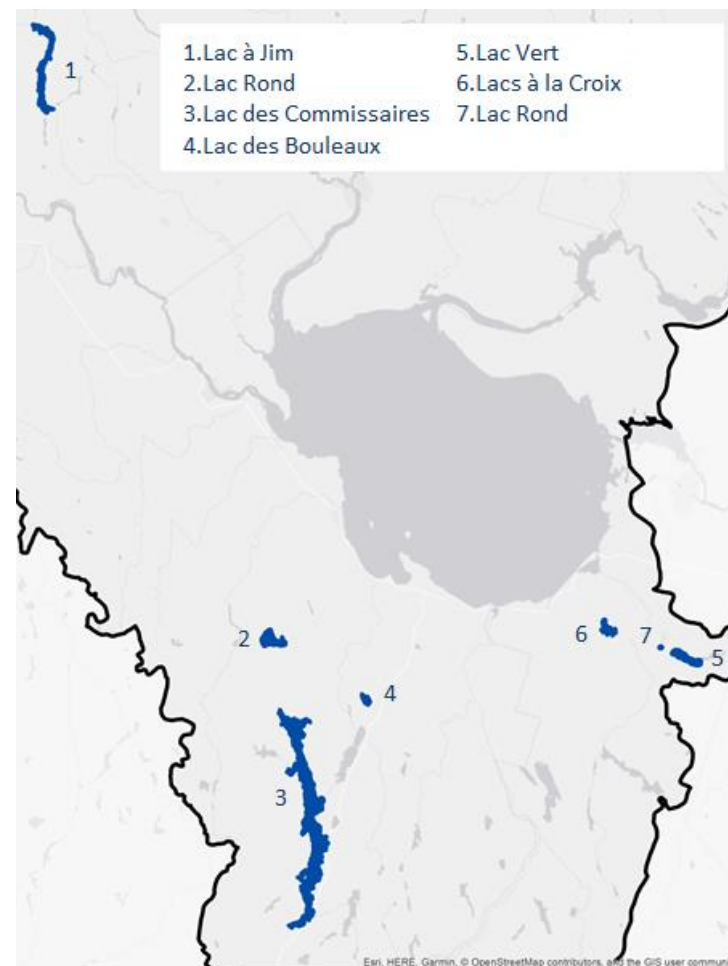 1.Lac à Jim
2.Lac Rond
3.Lac des Commissaires
4.Lac des Bouleaux
5.Lac Vert
6.Lacs à la Croix
7.Lac Rond
1
2
6
7
5
4
3
Esri, HERE, Garmin, © OpenStreetMap contributors, and the GIS user commun